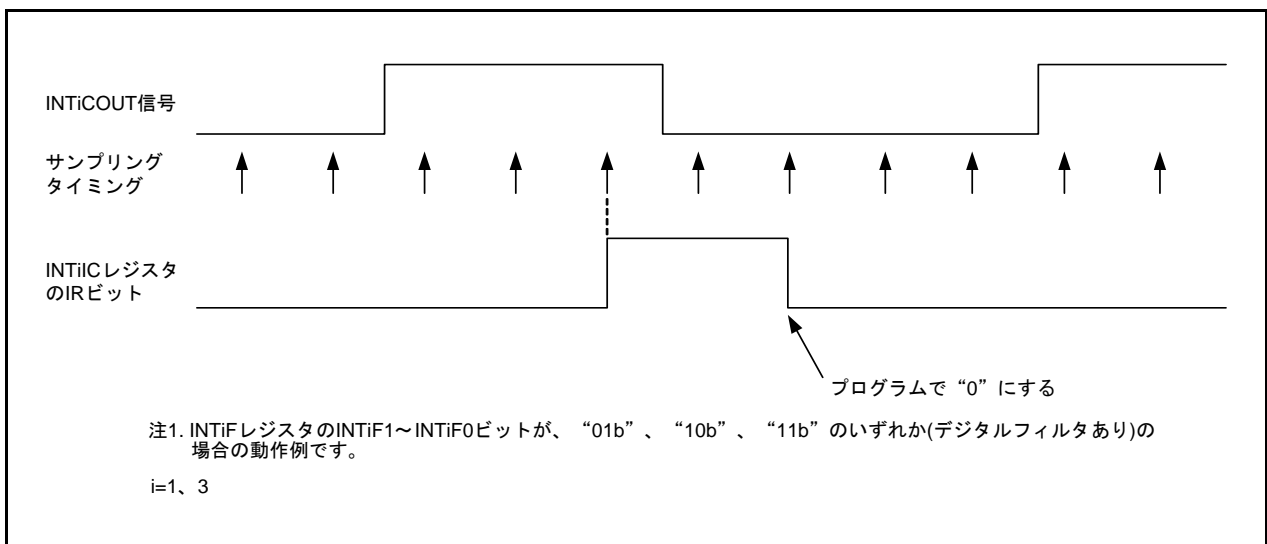 INTiCOUT信号
サンプリング
タイミング
INTiICレジスタ
のIRビット
プログラムで“0”にする
注1. INTiFレジスタのINTiF1～INTiF0ビットが、“01b”、“10b”、“11b”のいずれか(デジタルフィルタあり)の
場合の動作例です。
i=1、3